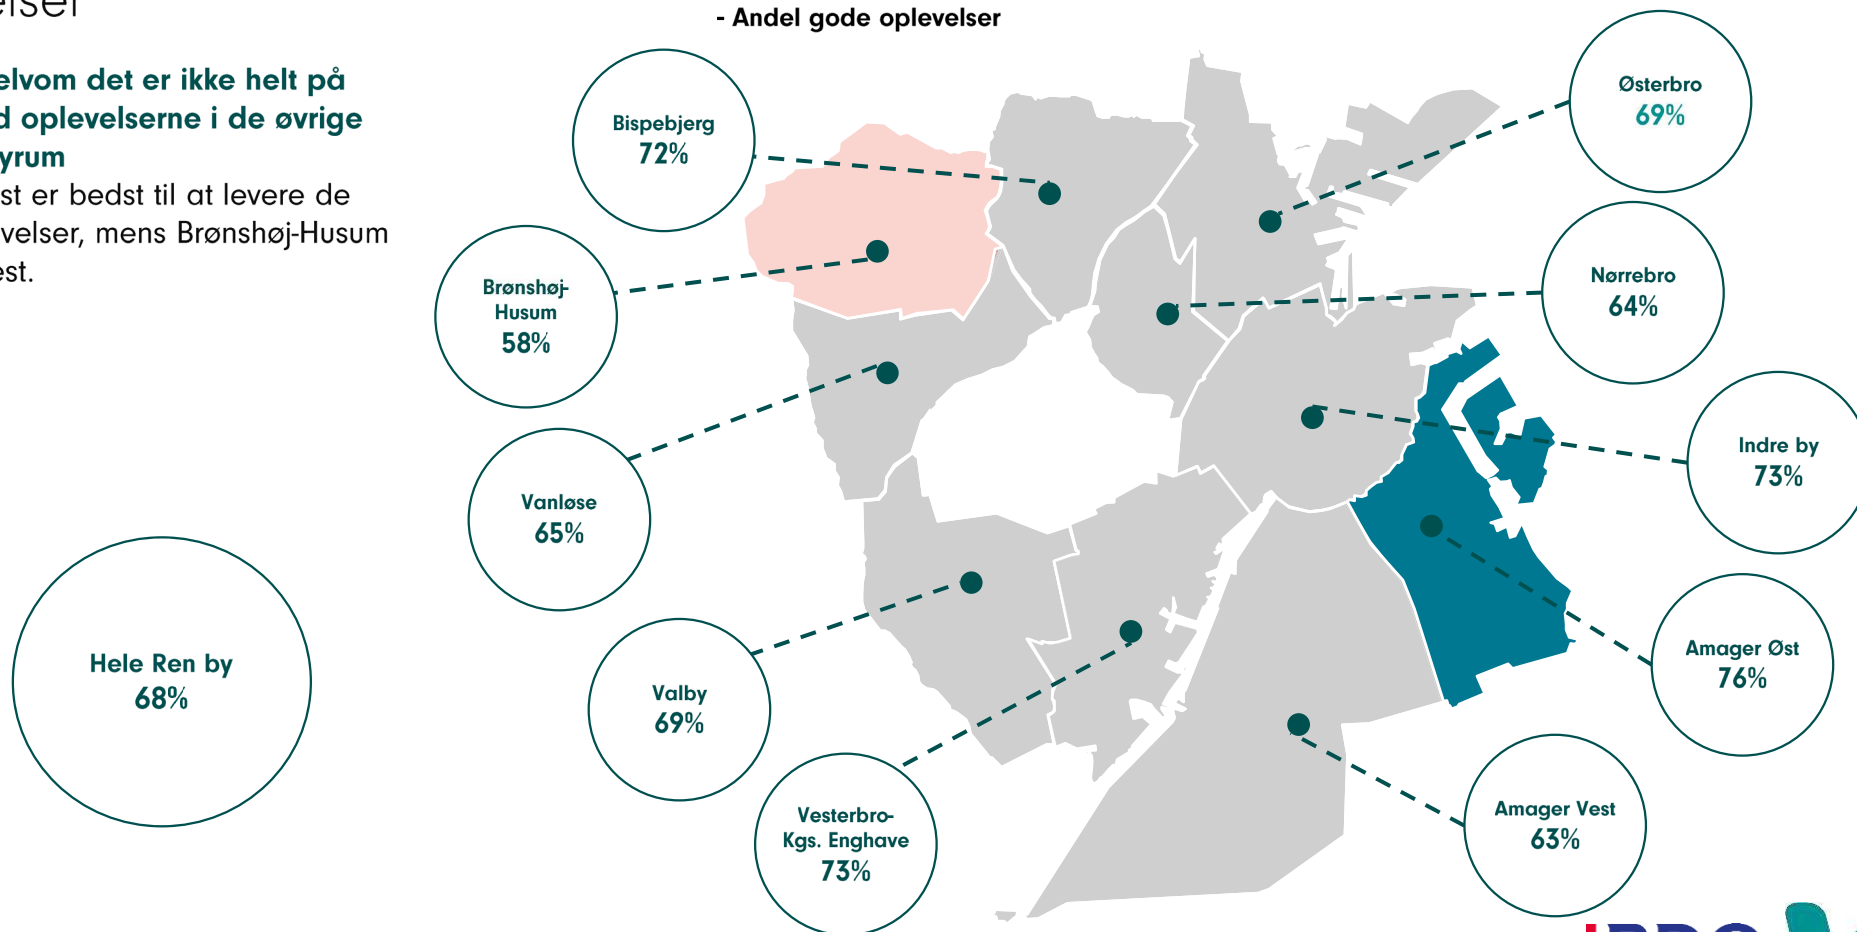 elser
- Andel gode oplevelser
elvom det er ikke helt på
d oplevelserne i de øvrige
yrum
st er bedst til at levere de
velser, mens Brønshøj-Husum
est.
Hele Ren by
68%
Bispebjerg
72%
Brønshøj-
Husum
58%
Vanløse
65%
Valby
69%
Vesterbro-
Kgs. Enghave
73%
Østerbro
69%
Nørrebro
64%
Indre by
73%
Amager Øst
76%
Amager Vest
63%